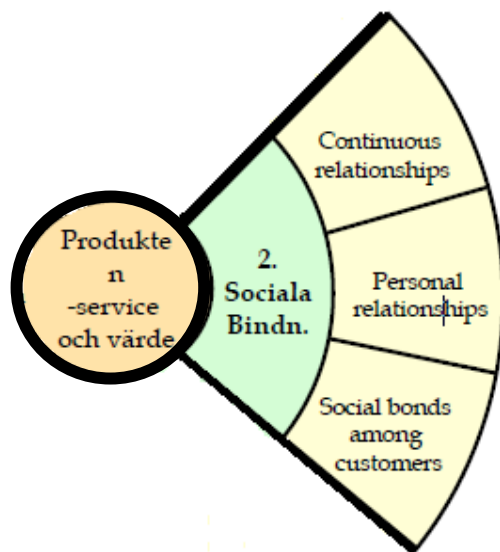 Produkte
n
-service
och värde
2.
Sociala
Bindn.
Continuous
relationships
Personal
relationships
Social bonds
among
customers